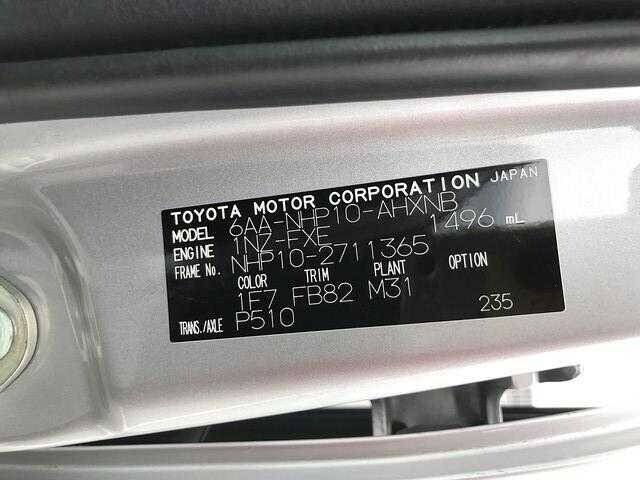 TOYOTA MOTOR CORPORATION JAPAN
MODEL 6AA-NHP10-AHXNB
ENGINE 1NZ-FXE 1496 mL
FRAME No. NHP10-2711365
COLOR TRIM PLANT OPTION
1F7 FB82 M31
TRANS./AXLE P510 235